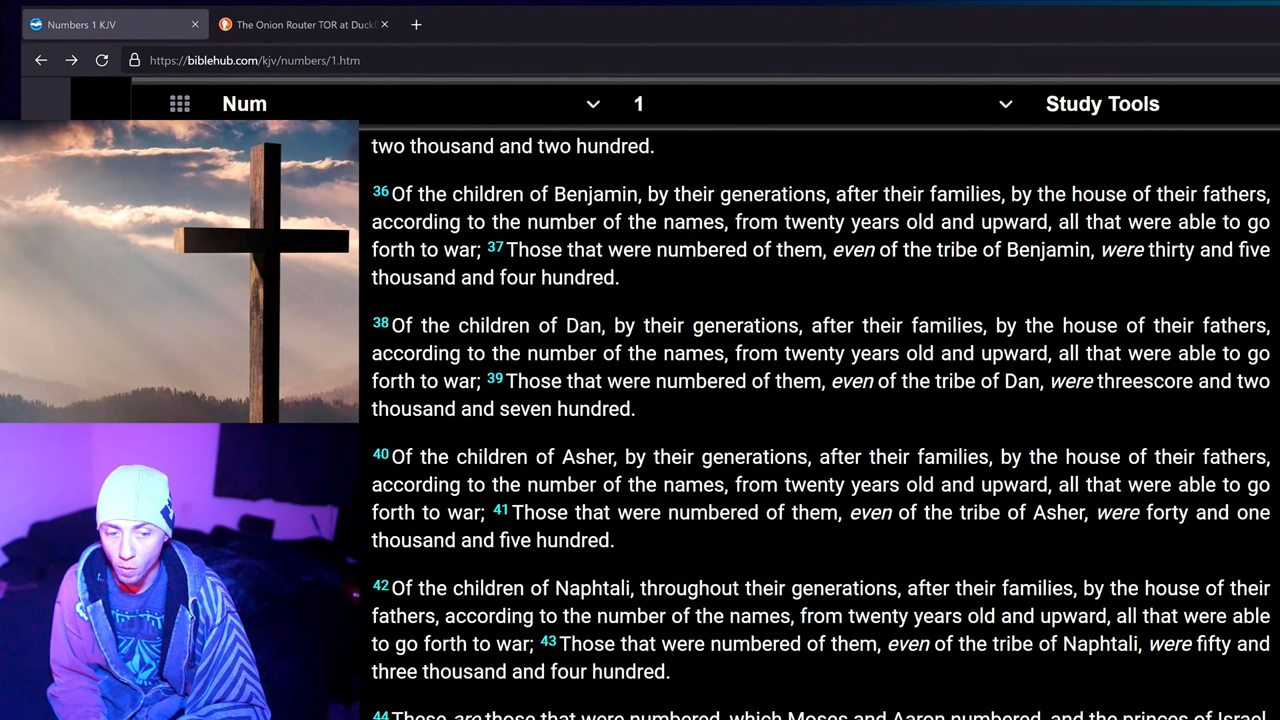 Numbers 1 KJV
The Onion Router TOR at Duck
https://biblehub.com/kjv/numbers/1.htm
Num
1
Study Tools
two thousand and two hundred.
36 Of the children of Benjamin, by their generations, after their families, by the house of their fathers,
according to the number of the names, from twenty years old and upward, all that were able to go
forth to war; 37 Those that were numbered of them, even of the tribe of Benjamin, were thirty and five
thousand and four hundred.
38 Of the children of Dan, by their generations, after their families, by the house of their fathers,
according to the number of the names, from twenty years old and upward, all that were able to go
forth to war; 39 Those that were numbered of them, even of the tribe of Dan, were threescore and two
thousand and seven hundred.
40 Of the children of Asher, by their generations, after their families, by the house of their fathers,
according to the number of the names, from twenty years old and upward, all that were able to go
forth to war; 41 Those that were numbered of them, even of the tribe of Asher, were forty and one
thousand and five hundred.
42 Of the children of Naphtali, throughout their generations, after their families, by the house of their
fathers, according to the number of the names, from twenty years old and upward, all that were able
to go forth to war; 43 Those that were numbered of them, even of the tribe of Naphtali, were fifty and
three thousand and four hundred.
44 These are those that were numbered, which Moses and Aaron numbered, and the princes of Israel,